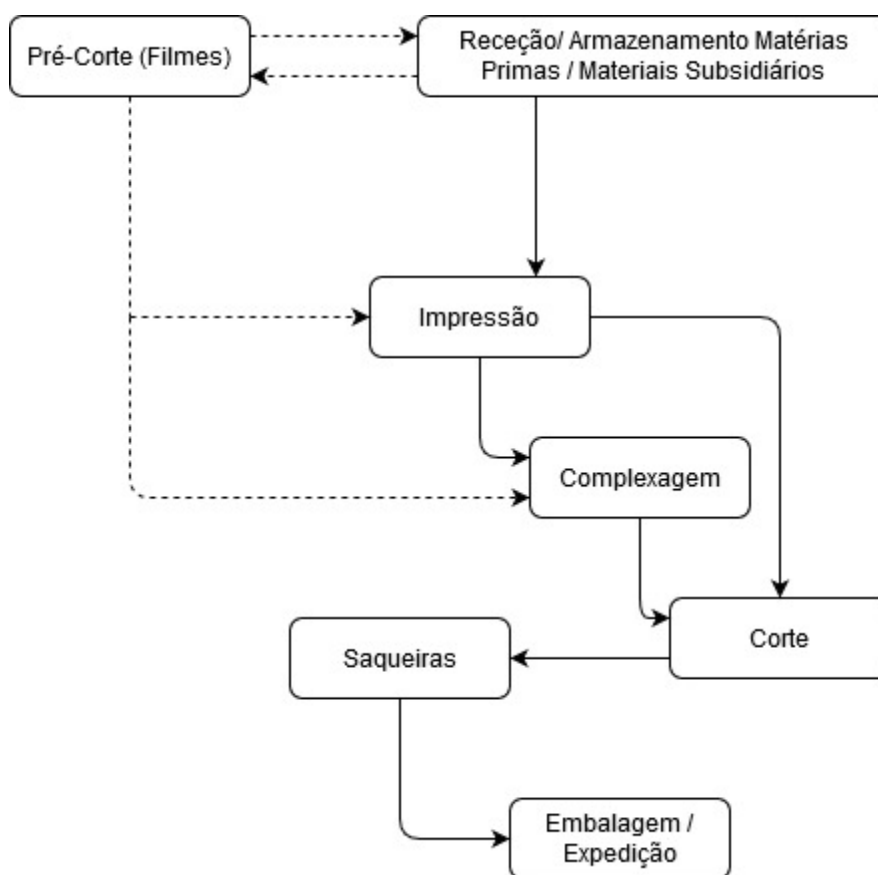 Pré-Corte (Filmes)
Receção/ Armazenamento Matérias
Primas / Materiais Subsidiários
Impressão
Complexagem
Corte
Saqueiras
Embalagem /
Expedição